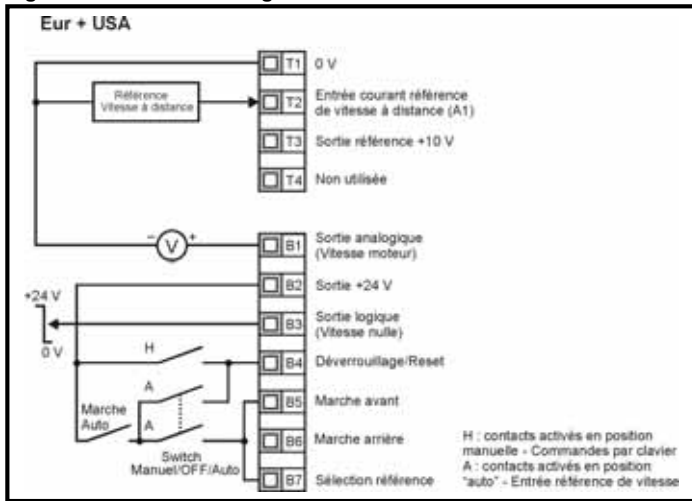 Eur + USA
T1 0 V
Référence
Vitesse à distance
T2 Entrée courant référence
de vitesse à distance (A1)
T3 Sortie référence +10 V
T4 Non utilisée
− V +
B1 Sortie analogique
(Vitesse moteur)
B2 Sortie +24 V
+24 V
0 V
B3 Sortie logique
(Vitesse nulle)
H
B4 Déverrouillage/Reset
A
B5 Marche avant
Marche
Auto
A
B6 Marche arrière
Switch
Manuel/OFF/Auto
B7 Sélection référence
H : contacts activés en position
manuelle - Commandes par clavier
A : contacts activés en position
"auto" - Entrée référence de vitesse